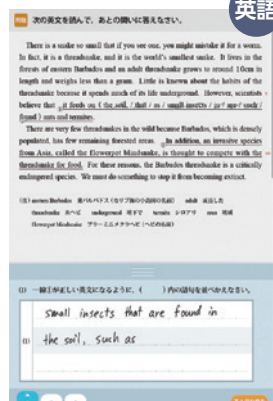 英語
問題 次の英文を読んで、あとの問いに答えなさい。
There is a snake so small that if you see one, you might mistake it for a worm.
In fact, it is a threadsnake, and it is the world's smallest snake. It lives in the
forests of eastern Barbados and an adult threadsnake grows to around 10cm in
length and weighs less than a gram. Little is known about the habits of the
threadsnake because it spends much of its life underground. However, scientists
believe that it feeds on ( the soil, / that / in / small insects / are / such /
found ) ants and termites.
There are very few threadsnakes in the wild because Barbados, which is densely
populated, has few remaining forested areas. In addition, an invasive species
from Asia, called the flowerpot blindsnake, is thought to compete with the
threadsnake for food. For these reasons, the Barbados threadsnake is a critically
endangered species. We must do something to stop it from becoming extinct.
(注) eastern Barbados 東バルバドス(カリブ海の小島国の名前) adult 成長した
threadsnake 糸ヘビ underground 地下で termite シロアリ
flowerpot blindsnake ブラーミニメクラヘビ(ヘビの名前)
(1) 一線①が正しい英文になるように、( )内の語句を並べかえなさい。
(1) small insects that are found in
the soil, such as